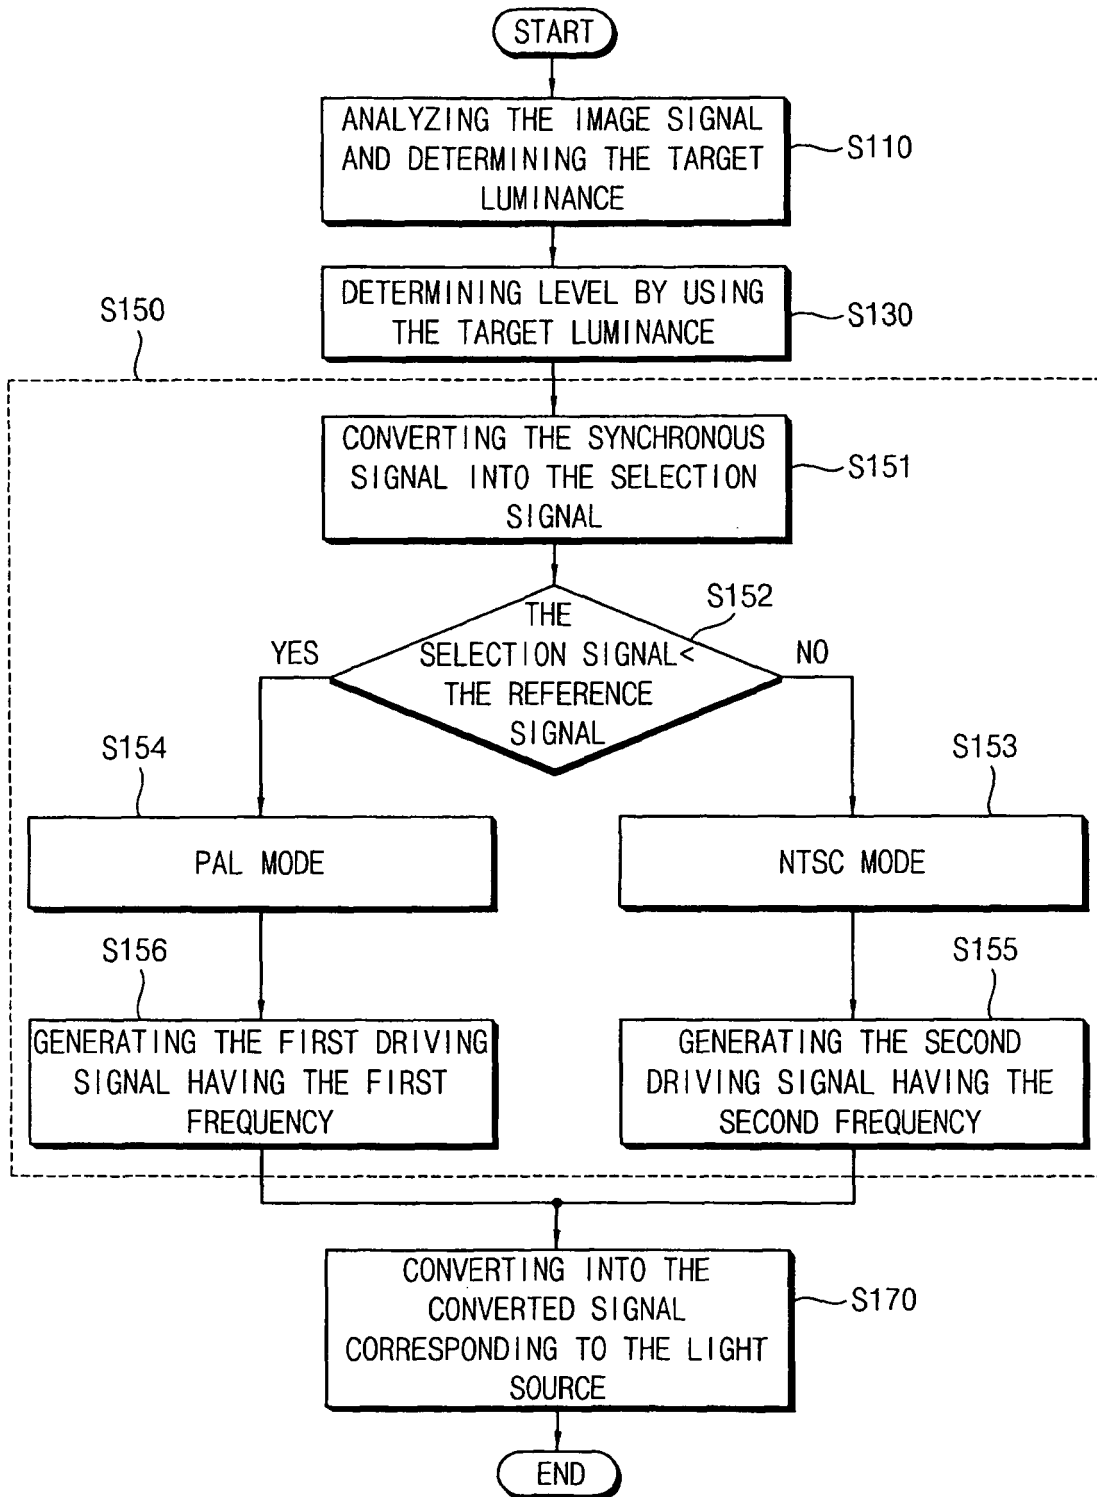 START
ANALYZING THE IMAGE SIGNAL
AND DETERMINING THE TARGET
LUMINANCE
S110
DETERMINING LEVEL BY USING
THE TARGET LUMINANCE
S130
S150
CONVERTING THE SYNCHRONOUS
SIGNAL INTO THE SELECTION
SIGNAL
S151
THE
SELECTION SIGNAL<
THE REFERENCE
SIGNAL
S152
YES
NO
S154
S153
PAL MODE
NTSC MODE
S156
S155
GENERATING THE FIRST DRIVING
SIGNAL HAVING THE FIRST
FREQUENCY
GENERATING THE SECOND
DRIVING SIGNAL HAVING THE
SECOND FREQUENCY
CONVERTING INTO THE
CONVERTED SIGNAL
CORRESPONDING TO THE LIGHT
SOURCE
S170
END